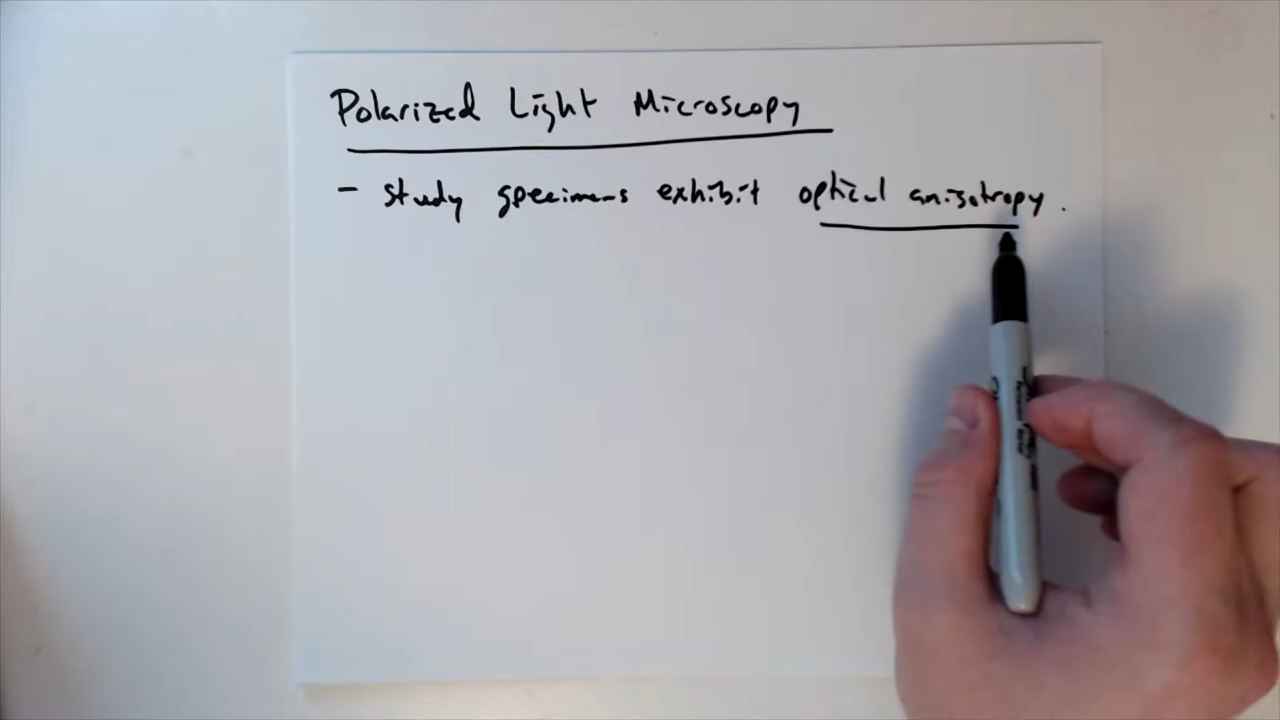 Polarized Light Microscopy
- study specimens exhibit optical anisotropy.